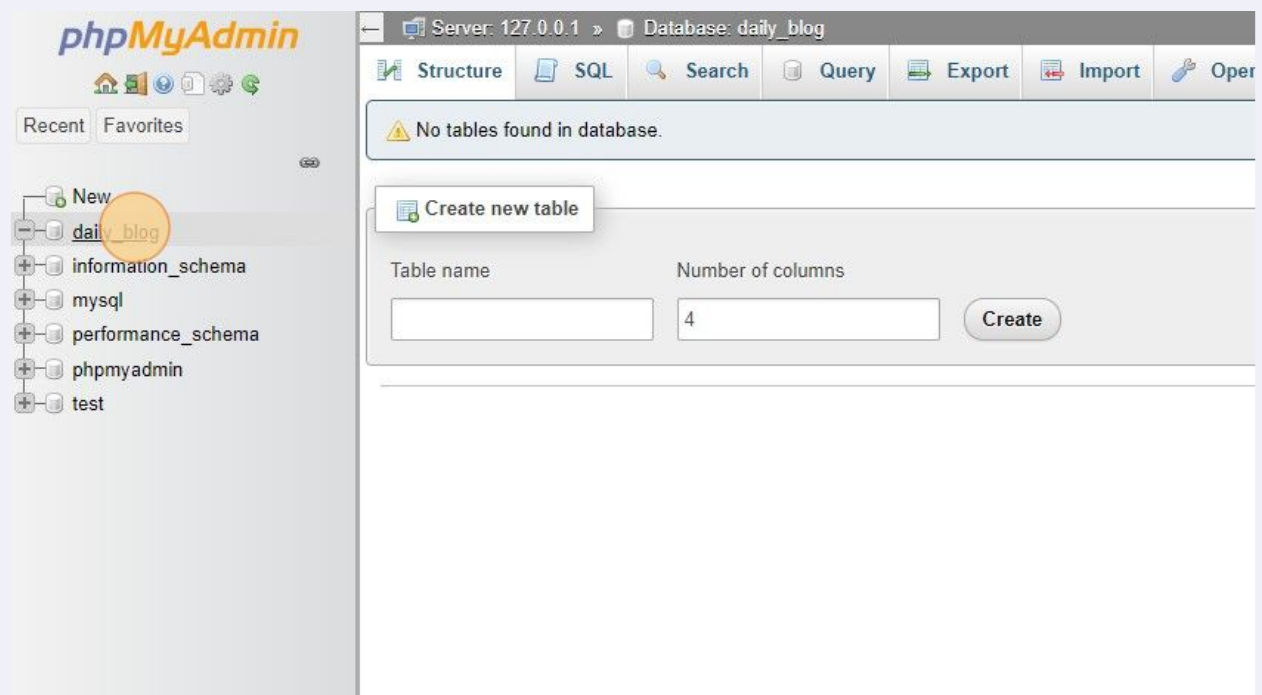 phpMyAdmin
Recent Favorites
New
daily_blog
information_schema
mysql
performance_schema
phpmyadmin
test
← Server: 127.0.0.1 » Database: daily_blog
Structure SQL Search Query Export Import Oper
No tables found in database.
Create new table
Table name Number of columns
4 Create